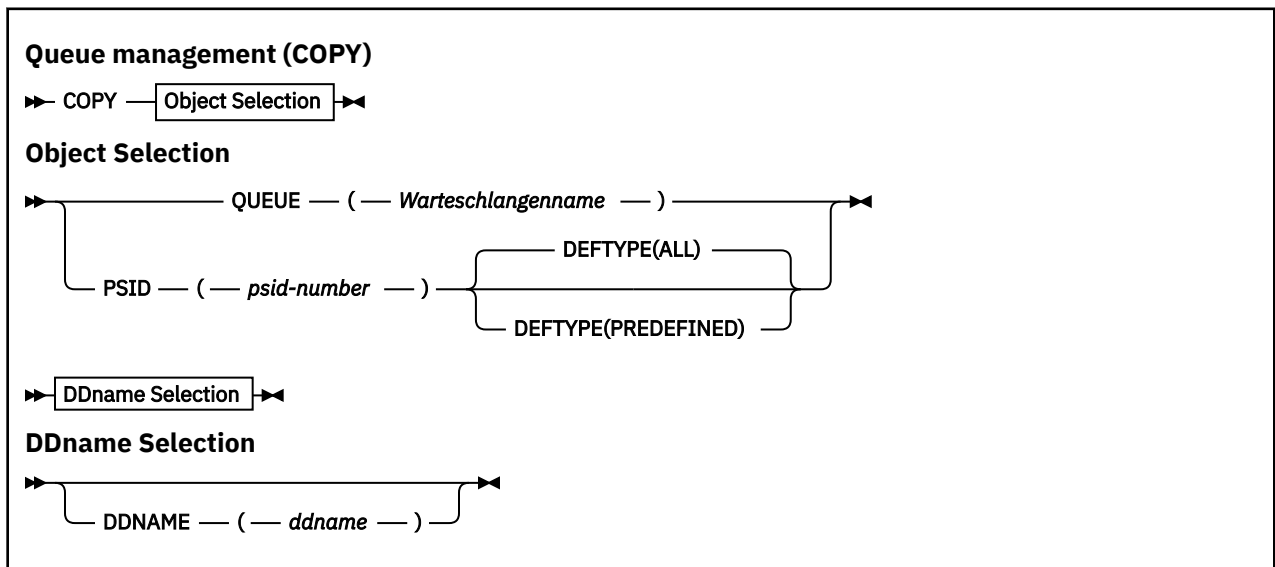 Queue management (COPY)
COPY Object Selection
Object Selection
QUEUE ( Warteschlangenname )
DEFTYPE(ALL)
PSID ( psid-number )
DEFTYPE(PREDEFINED)
DDname Selection
DDname Selection
DDNAME ( ddname )